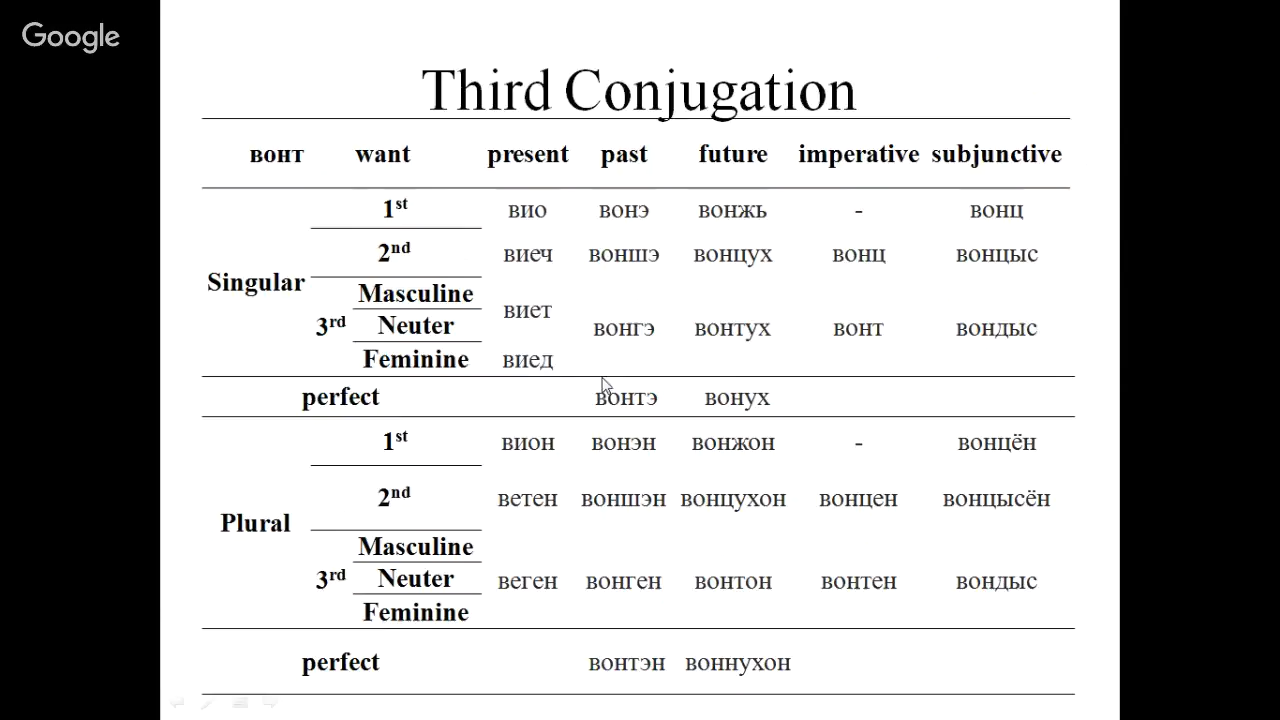 Google
Third Conjugation
вонт want present past future imperative subjunctive
1st вио вонэ вонжь - вонц
2nd виеч воншэ вонцух вонц вонцыс
Singular
Masculine
виет
3rd Neuter вонгэ вонтух вонт вондыс
Feminine виед
perfect вонтэ вонух
1st вион вонэн вонжон - вонцён
2nd ветен воншэн вонцухон вонцен вонцысён
Plural
Masculine
3rd Neuter веген вонген вонтон вонтен вондыс
Feminine
perfect вонтэн воннухон